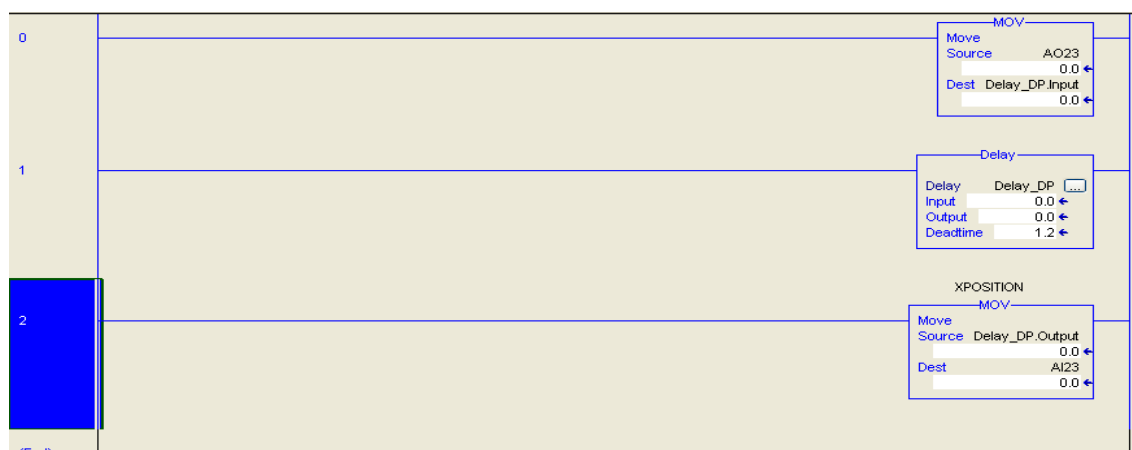 0
MOV
Move
Source AO23
0.0
Dest Delay_DP.Input
0.0
1
Delay
Delay Delay_DP ...
Input 0.0
Output 0.0
Deadtime 1.2
2
XPOSITION
MOV
Move
Source Delay_DP.Output
0.0
Dest AI23
0.0